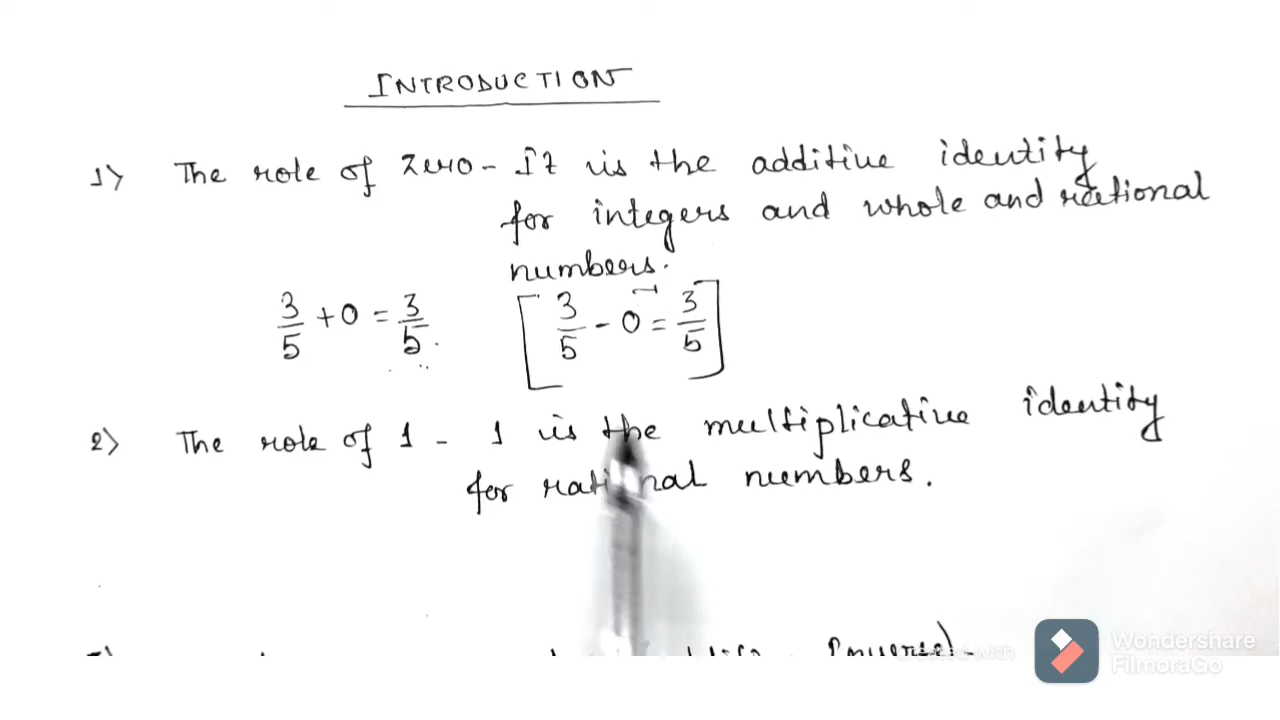 INTRODUCTION
1) The role of zero - It is the additive identity
for integers and whole and rational
numbers.
3/5 + 0 = 3/5. [3/5 - 0 = 3/5]
2) The role of 1 - 1 is the multiplicative identity
for rational numbers.
created with
Wondershare
FilmoraGo